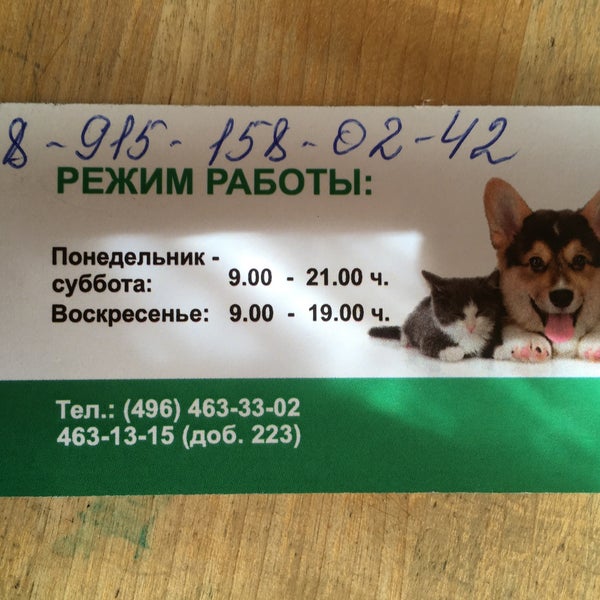 8-915-158-02-42
РЕЖИМ РАБОТЫ:
Понедельник -
суббота: 9.00 - 21.00 ч.
Воскресенье: 9.00 - 19.00 ч.
Тел.: (496) 463-33-02
463-13-15 (доб. 223)